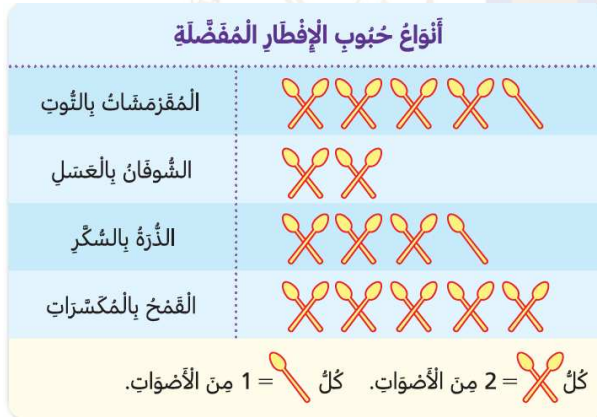 أَنْوَاعُ حُبُوبِ الْإِفْطَارِ الْمُفَضَّلَةِ
الْمُقَرْمَشَاتُ بِالتُّوتِ
الشُّوفَانُ بِالْعَسَلِ
الذُّرَةُ بِالسُّكَّرِ
الْقَمْحُ بِالْمُكَسَّرَاتِ
كُلُّ = 2 مِنَ الْأَصْوَاتِ. كُلُّ = 1 مِنَ الْأَصْوَاتِ.